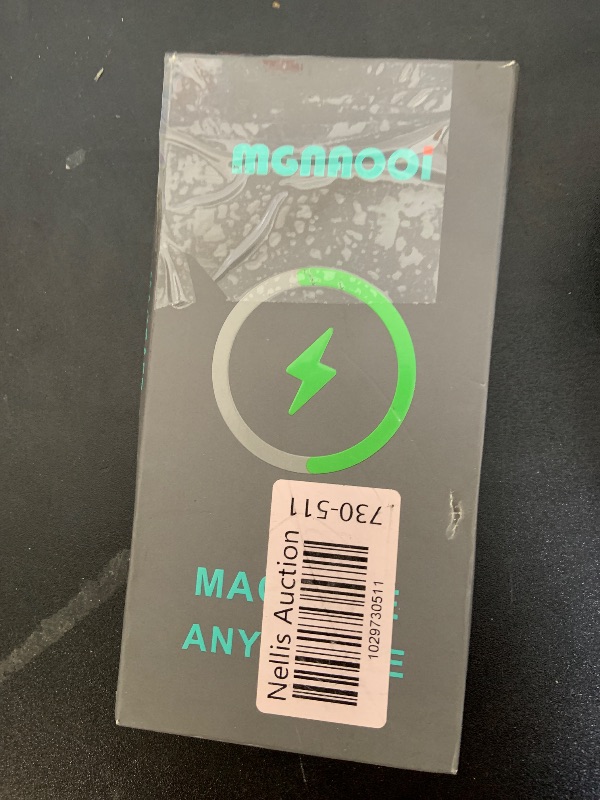 mGnnooi
730-511
Nellis Auction
1029730511
MAG
ANY